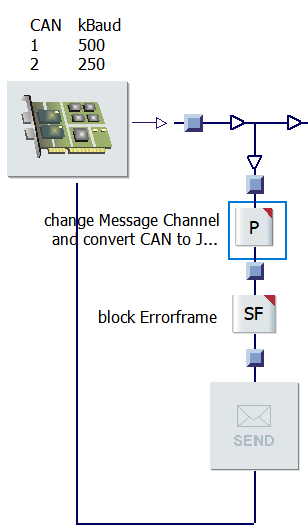 CAN kBaud
1 500
2 250
change Message Channel
and convert CAN to J...
P
block Errorframe
SF
SEND